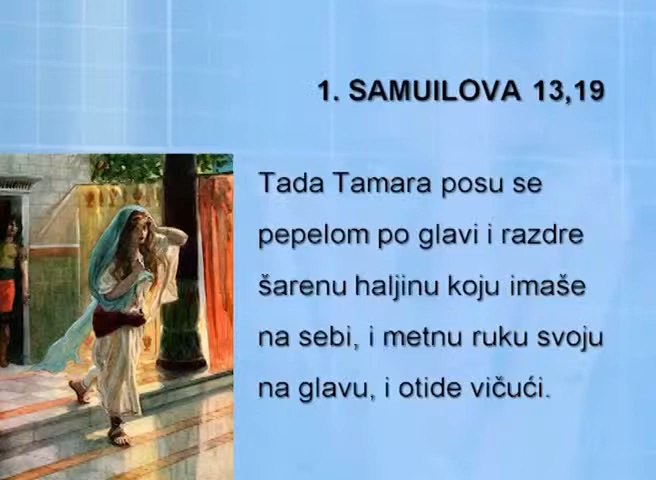 1. SAMUILOVA 13,19
Tada Tamara posu se
pepelom po glavi i razdre
šarenu haljinu koju imaše
na sebi, i metnu ruku svoju
na glavu, i otide vičući.